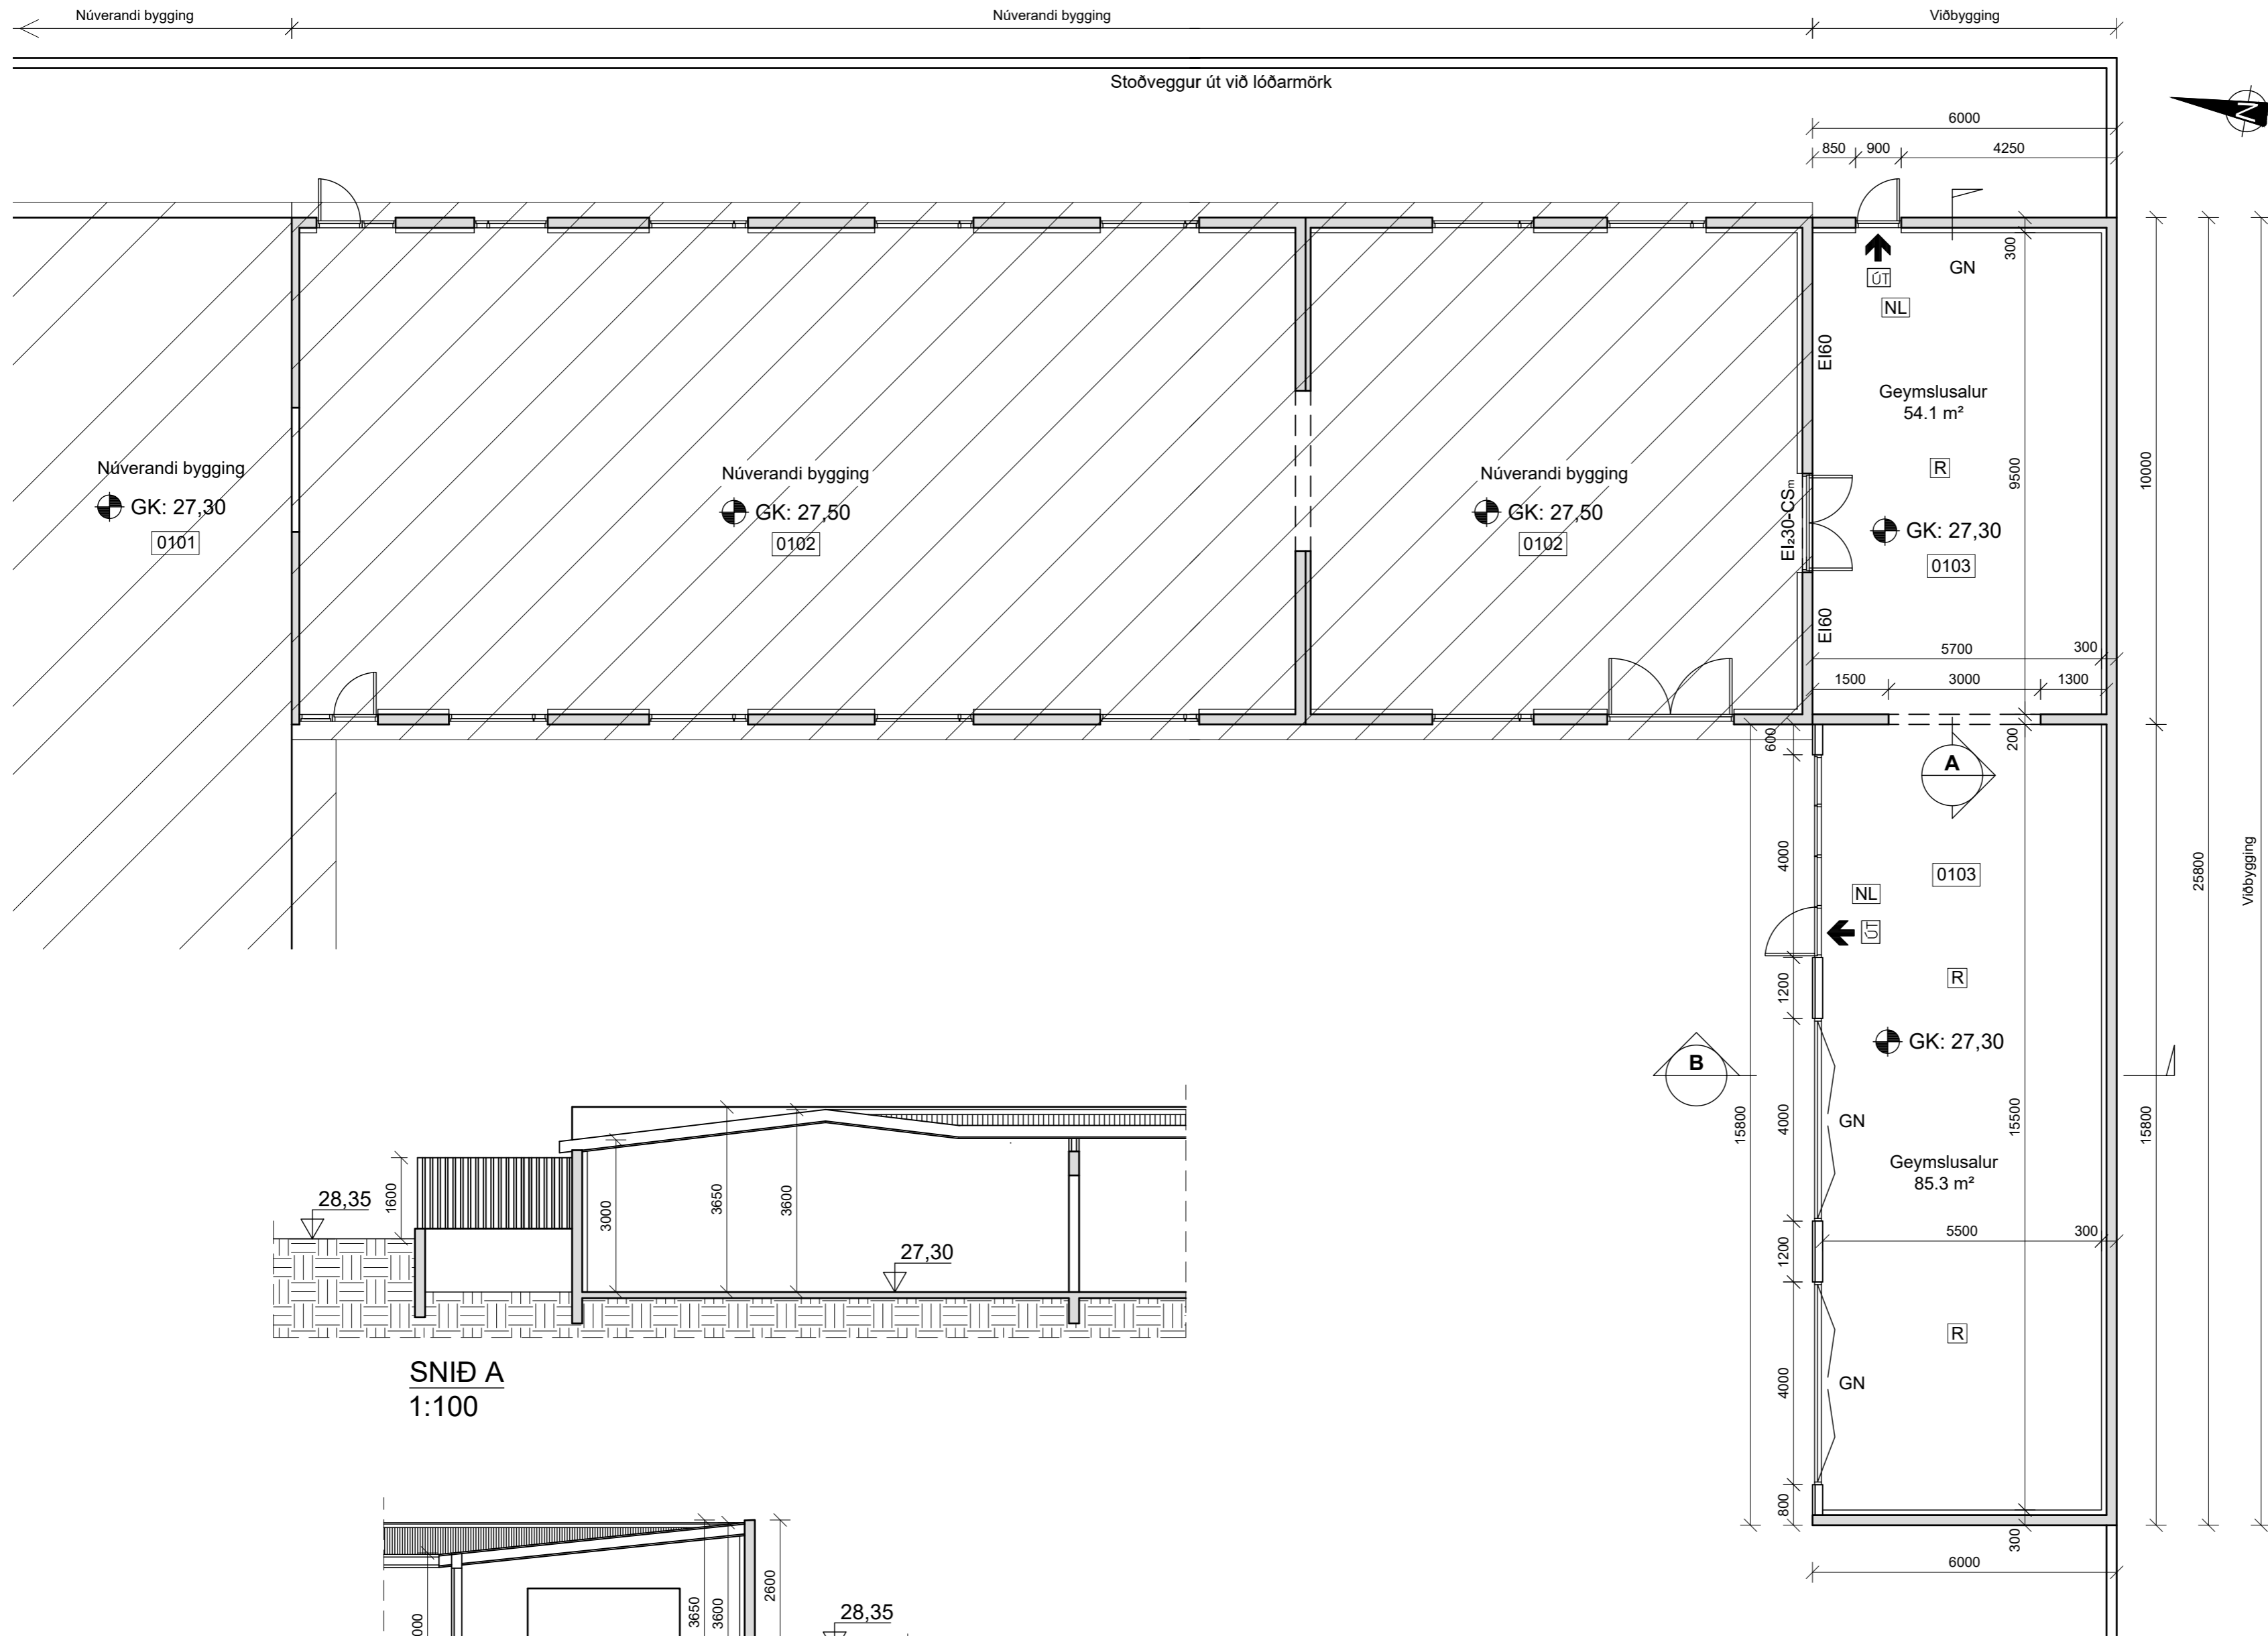 Núverandi bygging
Núverandi bygging
Viðbygging
Stoðveggur út við lóðarmörk
N
6000
850
900
4250
300
GN
ÚT
NL
EI60
Geymslusalur
54.1 m²
R
9500
10000
Núverandi bygging
GK: 27,30
0101
Núverandi bygging
GK: 27,50
0102
Núverandi bygging
GK: 27,50
0102
EI₂30-CSₘ
GK: 27,30
0103
EI60
5700
300
1500
3000
1300
600
200
A
4000
0103
NL
ÚT
25800
Viðbygging
1200
R
GK: 27,30
B
15800
4000
GN
15500
15800
Geymslusalur
85.3 m²
1200
5500
300
R
4000
GN
800
300
6000
28,35
1600
3000
3650
3600
27,30
SNIÐ A
1:100
3650
3600
2600
28,35